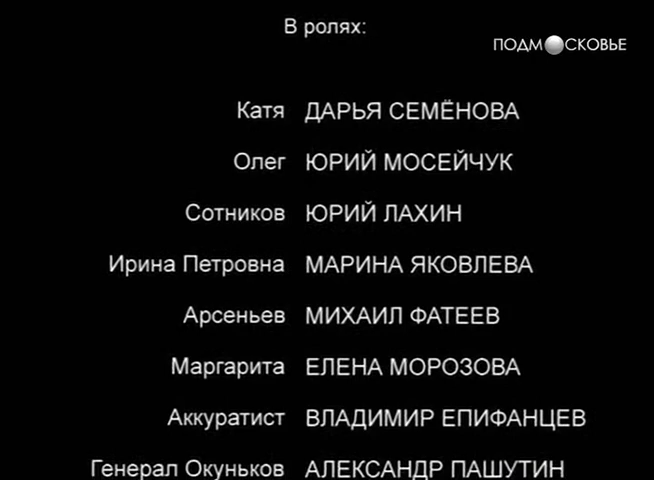 В ролях:
ПОДМОСКОВЬЕ
Катя ДАРЬЯ СЕМЁНОВА
Олег ЮРИЙ МОСЕЙЧУК
Сотников ЮРИЙ ЛАХИН
Ирина Петровна МАРИНА ЯКОВЛЕВА
Арсеньев МИХАИЛ ФАТЕЕВ
Маргарита ЕЛЕНА МОРОЗОВА
Аккуратист ВЛАДИМИР ЕПИФАНЦЕВ
Генерал Окуньков АЛЕКСАНДР ПАШУТИН